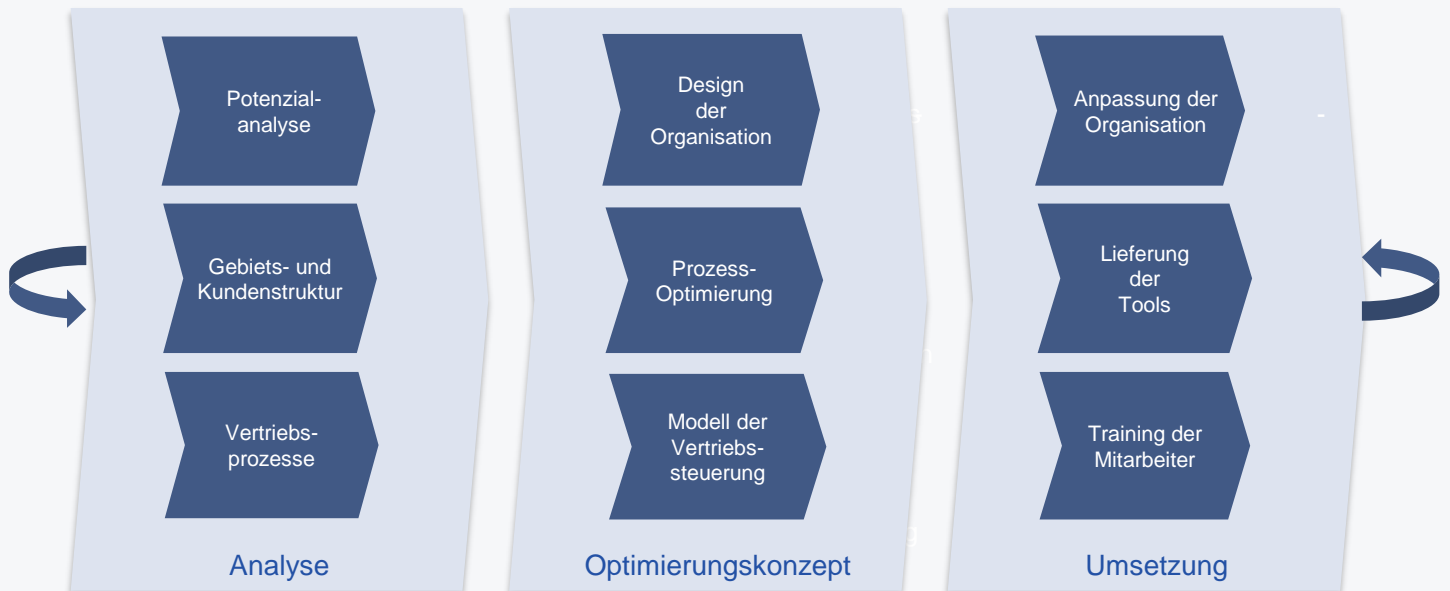 Potenzial-
analyse
Gebiets- und
Kundenstruktur
Vertriebs-
prozesse
Analyse
Design
der
Organisation
Prozess-
Optimierung
Modell der
Vertriebs-
steuerung
Optimierungskonzept
Anpassung der
Organisation
Lieferung
der
Tools
Training der
Mitarbeiter
Umsetzung